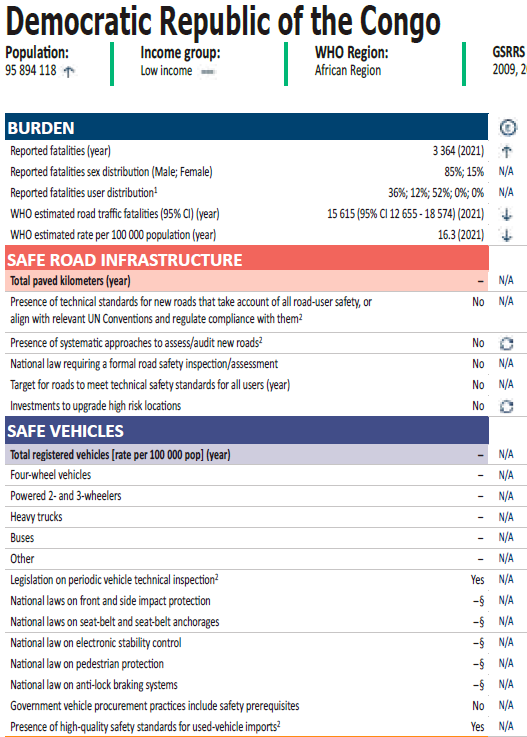 Democratic Republic of the Congo
Population: Income group: WHO Region: GSRRS
95 894 118 Low income African Region 2009, 2
BURDEN
Reported fatalities (year) 3 364 (2021)
Reported fatalities sex distribution (Male; Female) 85%; 15% N/A
Reported fatalities user distribution¹ 36%; 12%; 52%; 0%; 0% N/A
WHO estimated road traffic fatalities (95% CI) (year) 15 615 (95% CI 12 655 - 18 574) (2021)
WHO estimated rate per 100 000 population (year) 16.3 (2021)
SAFE ROAD INFRASTRUCTURE
Total paved kilometers (year) – N/A
Presence of technical standards for new roads that take account of all road-user safety, or No N/A
align with relevant UN Conventions and regulate compliance with them²
Presence of systematic approaches to assess/audit new roads² No
National law requiring a formal road safety inspection/assessment No N/A
Target for roads to meet technical safety standards for all users (year) No N/A
Investments to upgrade high risk locations No
SAFE VEHICLES
Total registered vehicles [rate per 100 000 pop] (year) – N/A
Four-wheel vehicles – N/A
Powered 2- and 3-wheelers – N/A
Heavy trucks – N/A
Buses – N/A
Other – N/A
Legislation on periodic vehicle technical inspection² Yes N/A
National laws on front and side impact protection –§ N/A
National laws on seat-belt and seat-belt anchorages –§ N/A
National law on electronic stability control –§ N/A
National law on pedestrian protection –§ N/A
National law on anti-lock braking systems –§ N/A
Government vehicle procurement practices include safety prerequisites No N/A
Presence of high-quality safety standards for used-vehicle imports² Yes N/A